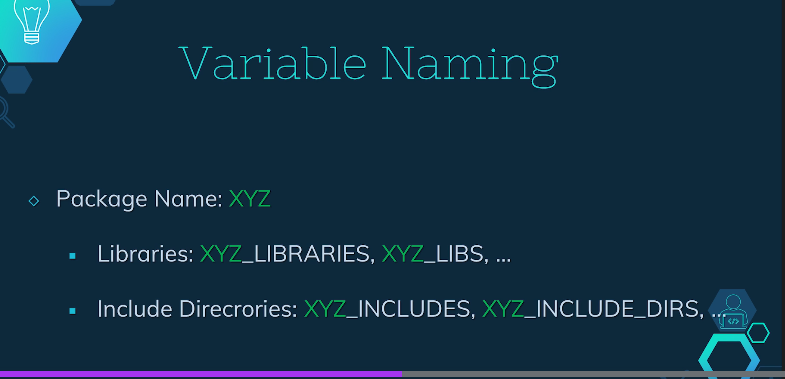 Variable Naming
Package Name: XYZ
Libraries: XYZ_LIBRARIES, XYZ_LIBS, ...
Include Direcrories: XYZ_INCLUDES, XYZ_INCLUDE_DIRS, ...